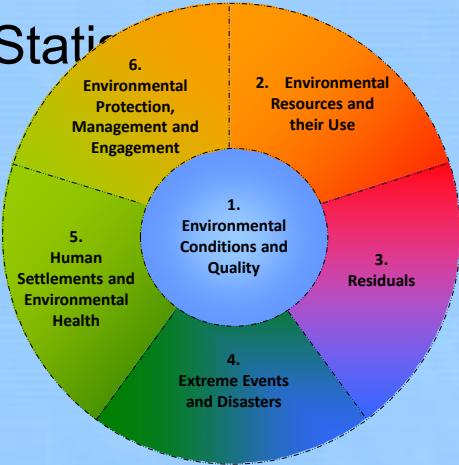 1.
Environmental
Conditions and
Quality
2. Environmental
Resources and
their Use
3.
Residuals
4.
Extreme Events
and Disasters
5.
Human
Settlements and
Environmental
Health
6.
Environmental
Protection,
Management and
Engagement